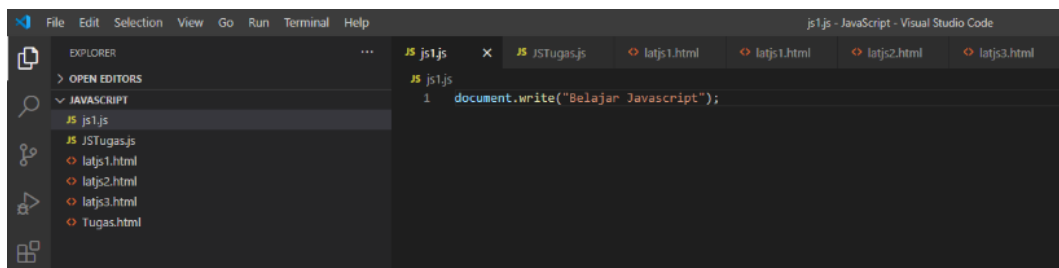 File Edit Selection View Go Run Terminal Help js1.js - JavaScript - Visual Studio Code
EXPLORER ...
OPEN EDITORS
JAVASCRIPT
JS js1.js
JS JSTugas.js
latjs1.html
latjs2.html
latjs3.html
Tugas.html
JS js1.js JS JSTugas.js latjs1.html latjs1.html latjs2.html latjs3.html
JS js1.js
1 document.write("Belajar Javascript");